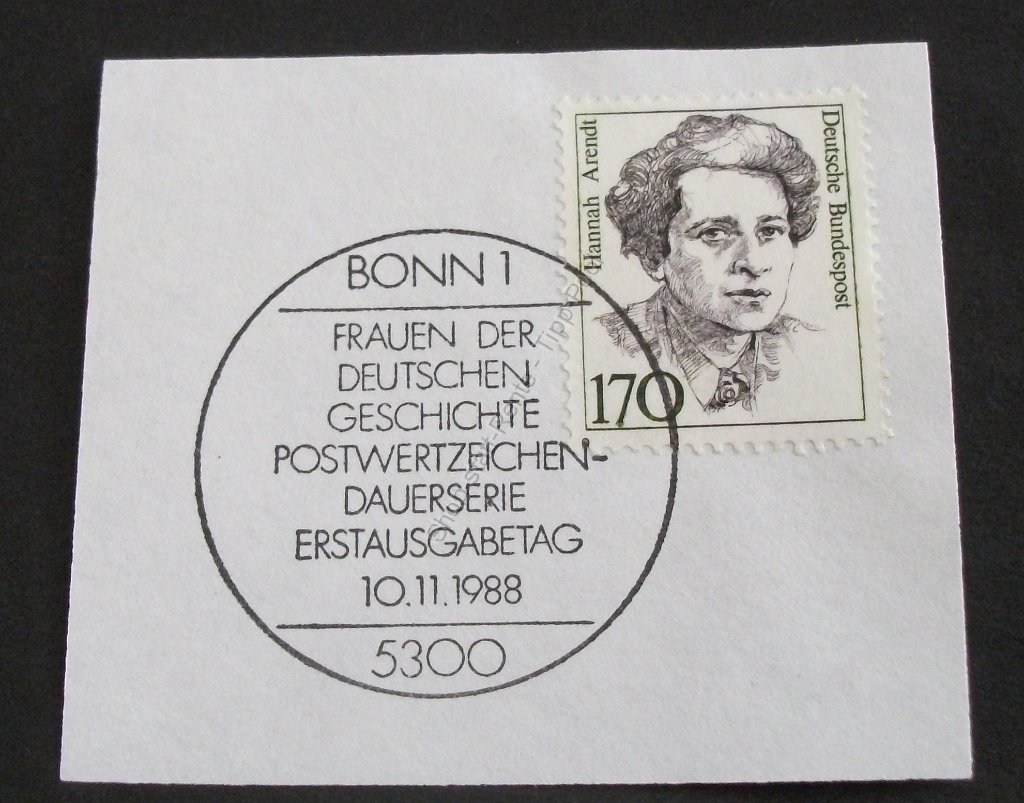 Hannah Arendt
Deutsche Bundespost
170
BONN 1
FRAUEN DER
DEUTSCHEN
GESCHICHTE
POSTWERTZEICHEN-
DAUERSERIE
ERSTAUSGABETAG
10.11.1988
5300